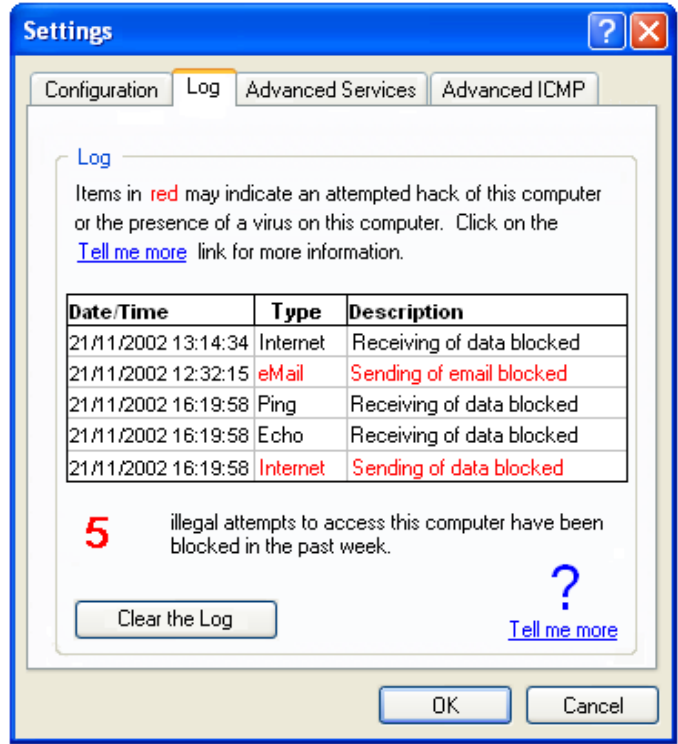 Settings
?
Configuration Log Advanced Services Advanced ICMP
Log
Items in red may indicate an attempted hack of this computer
or the presence of a virus on this computer. Click on the
Tell me more link for more information.
Date/Time Type Description
21/11/2002 13:14:34 Internet Receiving of data blocked
21/11/2002 12:32:15 eMail Sending of email blocked
21/11/2002 16:19:58 Ping Receiving of data blocked
21/11/2002 16:19:58 Echo Receiving of data blocked
21/11/2002 16:19:58 Internet Sending of data blocked
5 illegal attempts to access this computer have been
blocked in the past week.
?
Clear the Log Tell me more
OK Cancel